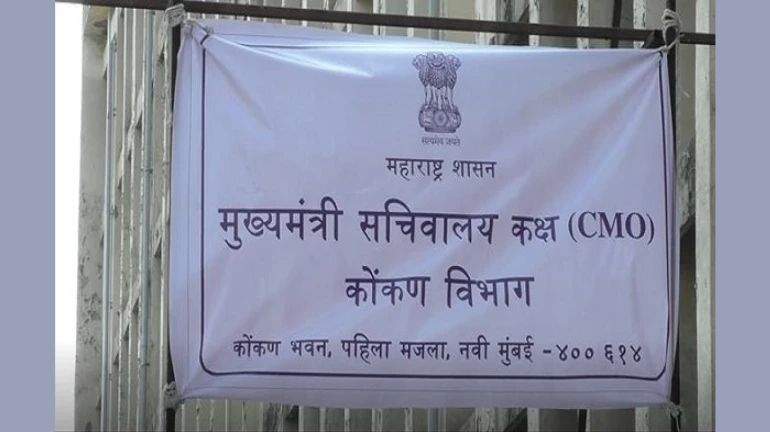 सत्यमेव जयते
महाराष्ट्र शासन
मुख्यमंत्री सचिवालय कक्ष (CMO)
कोंकण विभाग
कोंकण भवन, पहिला मजला, नवी मुंबई - ४०० ६१४